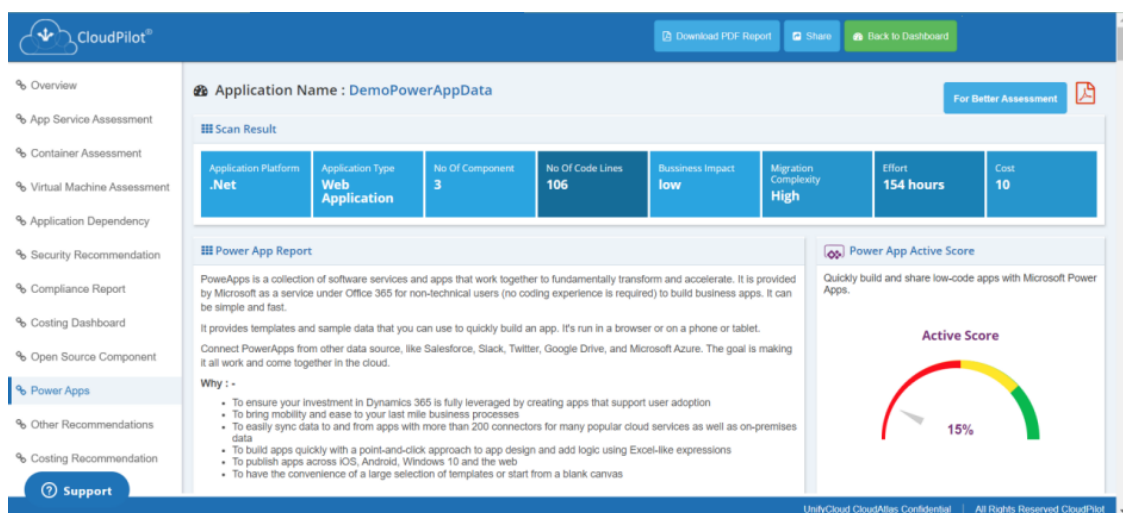 CloudPilot®
Download PDF Report
Share
Back to Dashboard
Overview
App Service Assessment
Container Assessment
Virtual Machine Assessment
Application Dependency
Security Recommendation
Compliance Report
Costing Dashboard
Open Source Component
Power Apps
Other Recommendations
Costing Recommendation
Support
Application Name : DemoPowerAppData
For Better Assessment
Scan Result
Application Platform
.Net
Application Type
Web
Application
No Of Component
3
No Of Code Lines
106
Bussiness Impact
low
Migration
Complexity
High
Effort
154 hours
Cost
10
Power App Report
PoweApps is a collection of software services and apps that work together to fundamentally transform and accelerate. It is provided
by Microsoft as a service under Office 365 for non-technical users (no coding experience is required) to build business apps. It can
be simple and fast.
It provides templates and sample data that you can use to quickly build an app. It's run in a browser or on a phone or tablet.
Connect PowerApps from other data source, like Salesforce, Slack, Twitter, Google Drive, and Microsoft Azure. The goal is making
it all work and come together in the cloud.
Why : -
• To ensure your investment in Dynamics 365 is fully leveraged by creating apps that support user adoption
• To bring mobility and ease to your last mile business processes
• To easily sync data to and from apps with more than 200 connectors for many popular cloud services as well as on-premises
data
• To build apps quickly with a point-and-click approach to app design and add logic using Excel-like expressions
• To publish apps across iOS, Android, Windows 10 and the web
• To have the convenience of a large selection of templates or start from a blank canvas
Power App Active Score
Quickly build and share low-code apps with Microsoft Power
Apps.
Active Score
15%
UnifyCloud CloudAtlas Confidential | All Rights Reserved CloudPilot